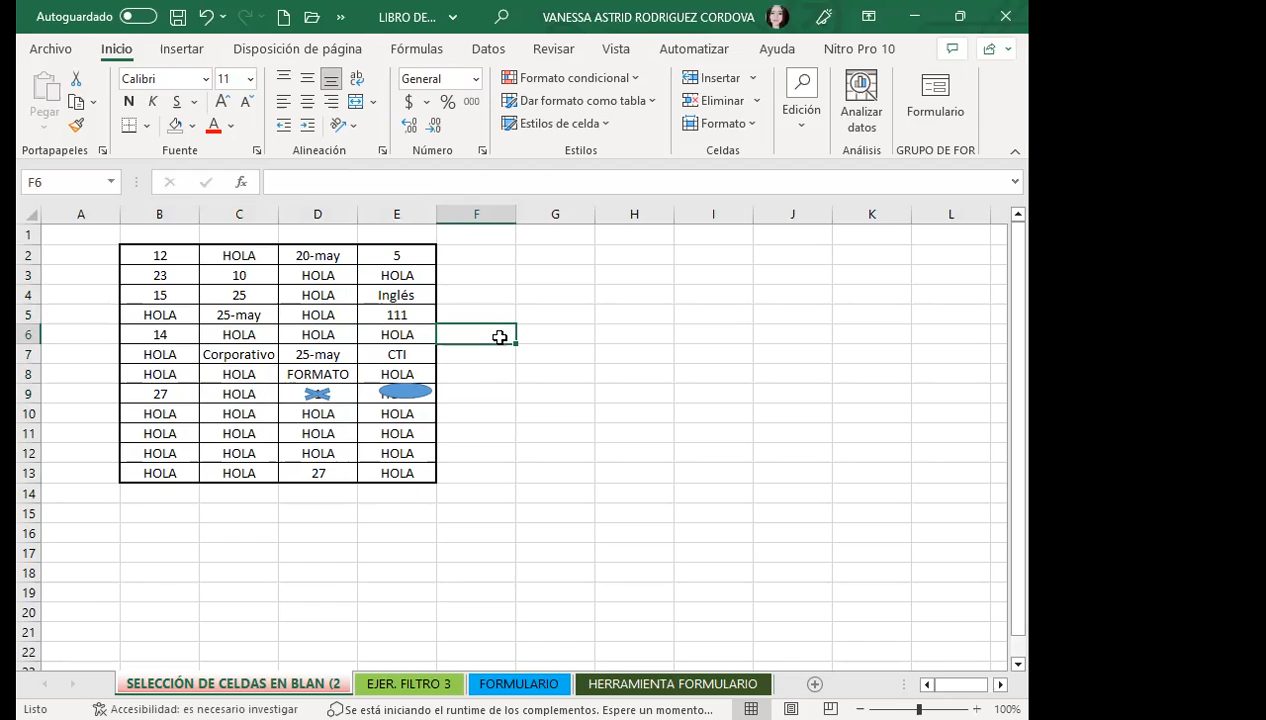 Autoguardado LIBRO DE... VANESSA ASTRID RODRIGUEZ CORDOVA
Archivo Inicio Insertar Disposición de página Fórmulas Datos Revisar Vista Automatizar Ayuda Nitro Pro 10
Pegar Calibri 11 General Formato condicional Insertar Edición Analizar datos Formulario
N K S A A $ % 000 Dar formato como tabla Eliminar
A Estilos de celda Formato
Portapapeles Fuente Alineación Número Estilos Celdas Análisis GRUPO DE FOR
F6 fx
A B C D E F G H I J K L
1
2 12 HOLA 20-may 5
3 23 10 HOLA HOLA
4 15 25 HOLA Inglés
5 HOLA 25-may HOLA 111
6 14 HOLA HOLA HOLA
7 HOLA Corporativo 25-may CTI
8 HOLA HOLA FORMATO HOLA
9 27 HOLA
10 HOLA HOLA HOLA HOLA
11 HOLA HOLA HOLA HOLA
12 HOLA HOLA HOLA HOLA
13 HOLA HOLA 27 HOLA
14
15
16
17
18
19
20
21
22
SELECCIÓN DE CELDAS EN BLAN (2 EJER. FILTRO 3 FORMULARIO HERRAMIENTA FORMULARIO
Listo Accesibilidad: es necesario investigar Se está iniciando el runtime de los complementos. Espere un momento... 100%